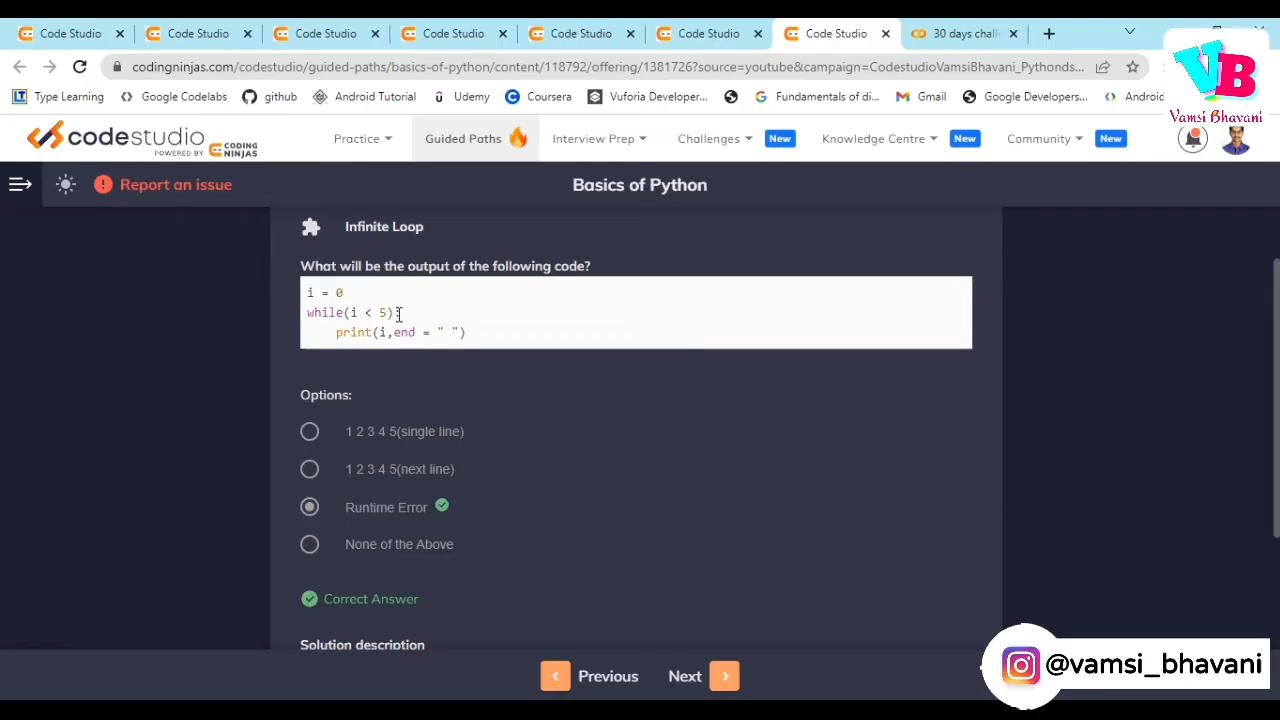 Code Studio
Code Studio
Code Studio
Code Studio
Code Studio
Code Studio
Code Studio
30 days chall
codingninjas.com/codestudio/guided-paths/basics-of-python/content/118792/offering/1381726?source=youtube&campaign=CodestudioVamsiBhavani_Pythonds...
Type Learning
Google Codelabs
github
Android Tutorial
Udemy
Coursera
Vuforia Developer...
Fundamentals of di...
Gmail
Google Developers...
Android
VB
Vamsi Bhavani
codestudio
POWERED BY CODING NINJAS
Practice
Guided Paths
Interview Prep
Challenges
New
Knowledge Centre
New
Community
New
Report an issue
Basics of Python
Infinite Loop
What will be the output of the following code?
i = 0
while(i < 5):
print(i,end = " ")
Options:
1 2 3 4 5(single line)
1 2 3 4 5(next line)
Runtime Error
None of the Above
Correct Answer
Solution description
Previous
Next
@vamsi_bhavani